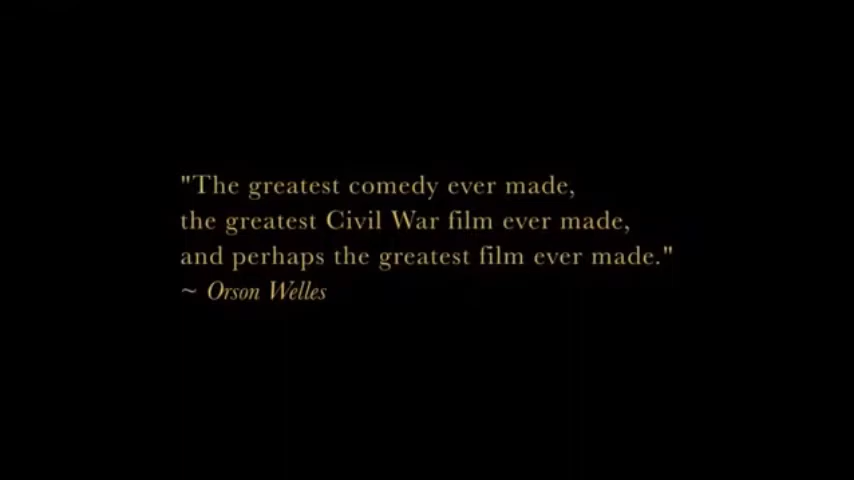 "The greatest comedy ever made,
the greatest Civil War film ever made,
and perhaps the greatest film ever made."
~ Orson Welles